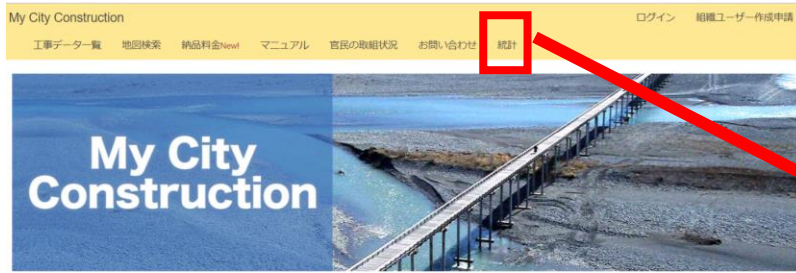 My City Construction
ログイン 組織ユーザー作成申請
工事データ一覧 地図検索 納品料金New! マニュアル 官民の取組状況 お問い合わせ 統計
My City
Construction